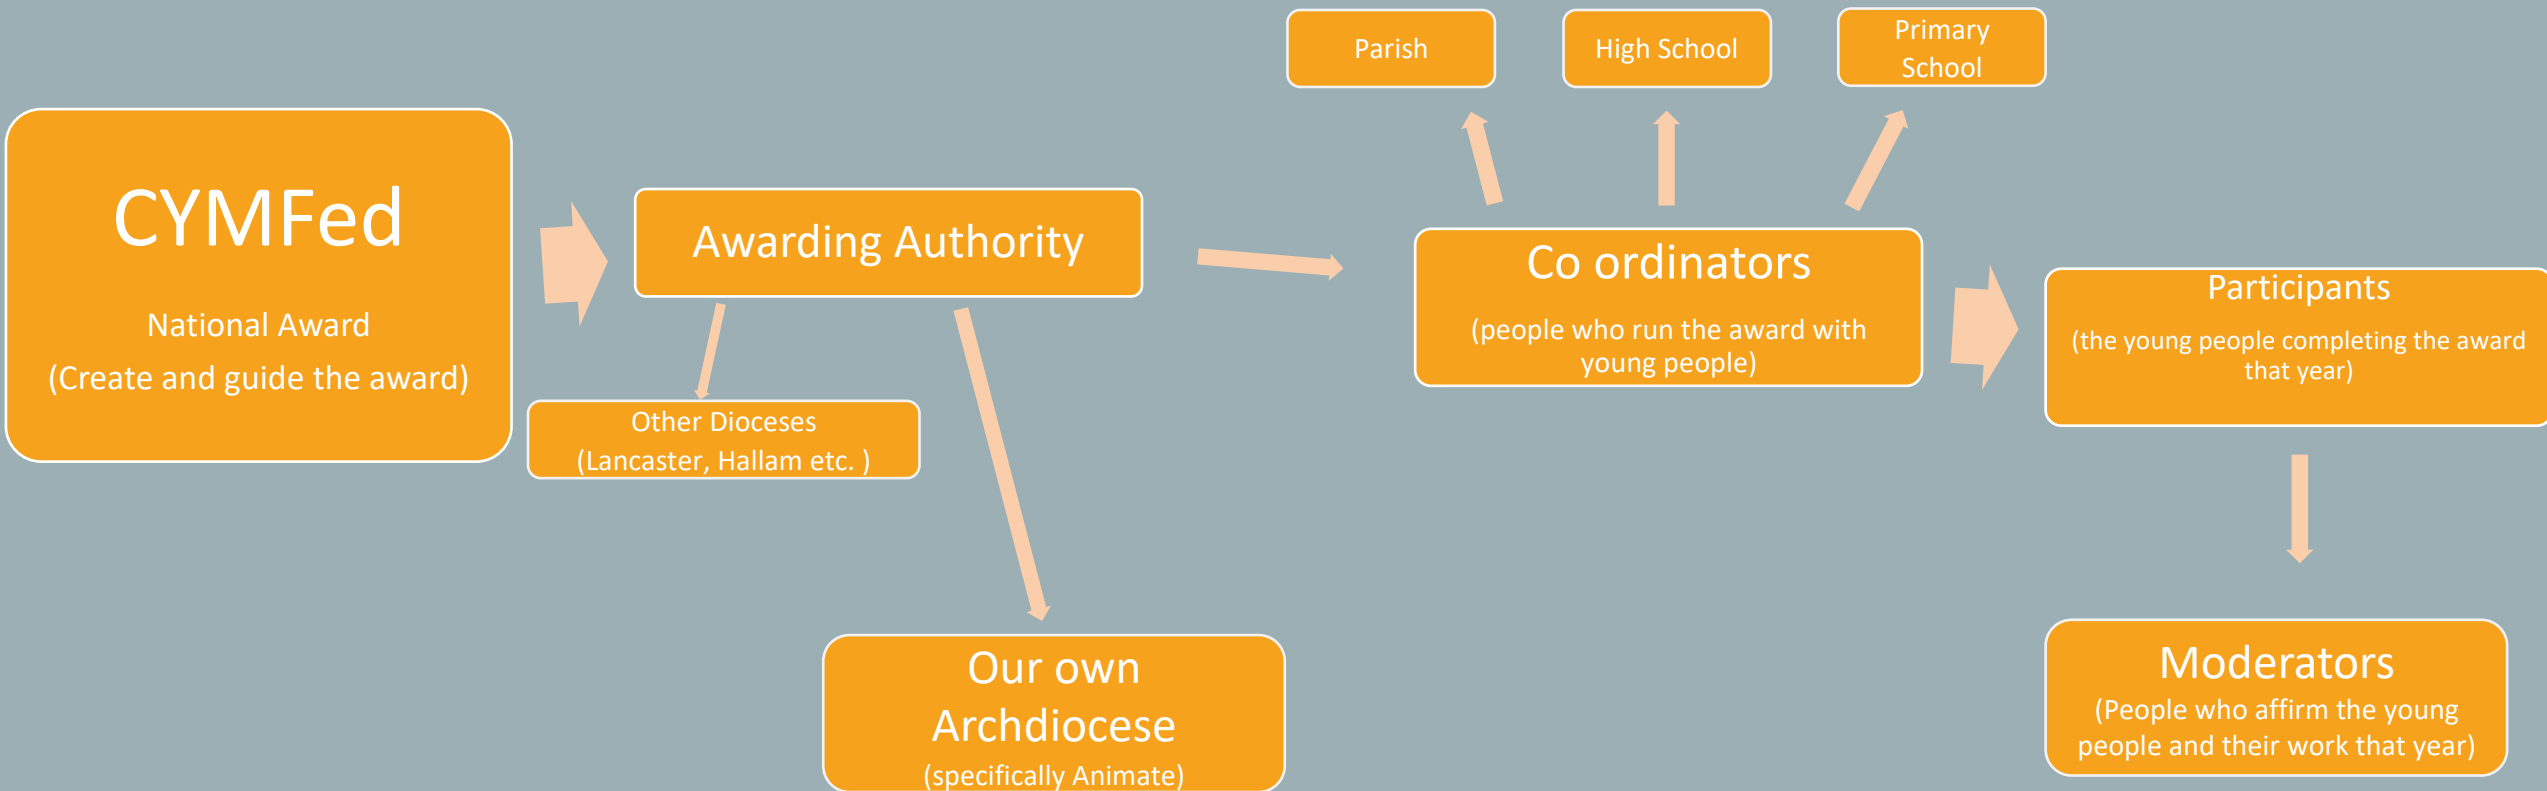 CYMFed
National Award
(Create and guide the award)
Awarding Authority
Other Dioceses
(Lancaster, Hallam etc. )
Our own
Archdiocese
(specifically Animate)
Parish
High School
Primary
School
Co ordinators
(people who run the award with
young people)
Participants
(the young people completing the award
that year)
Moderators
(People who affirm the young
people and their work that year)